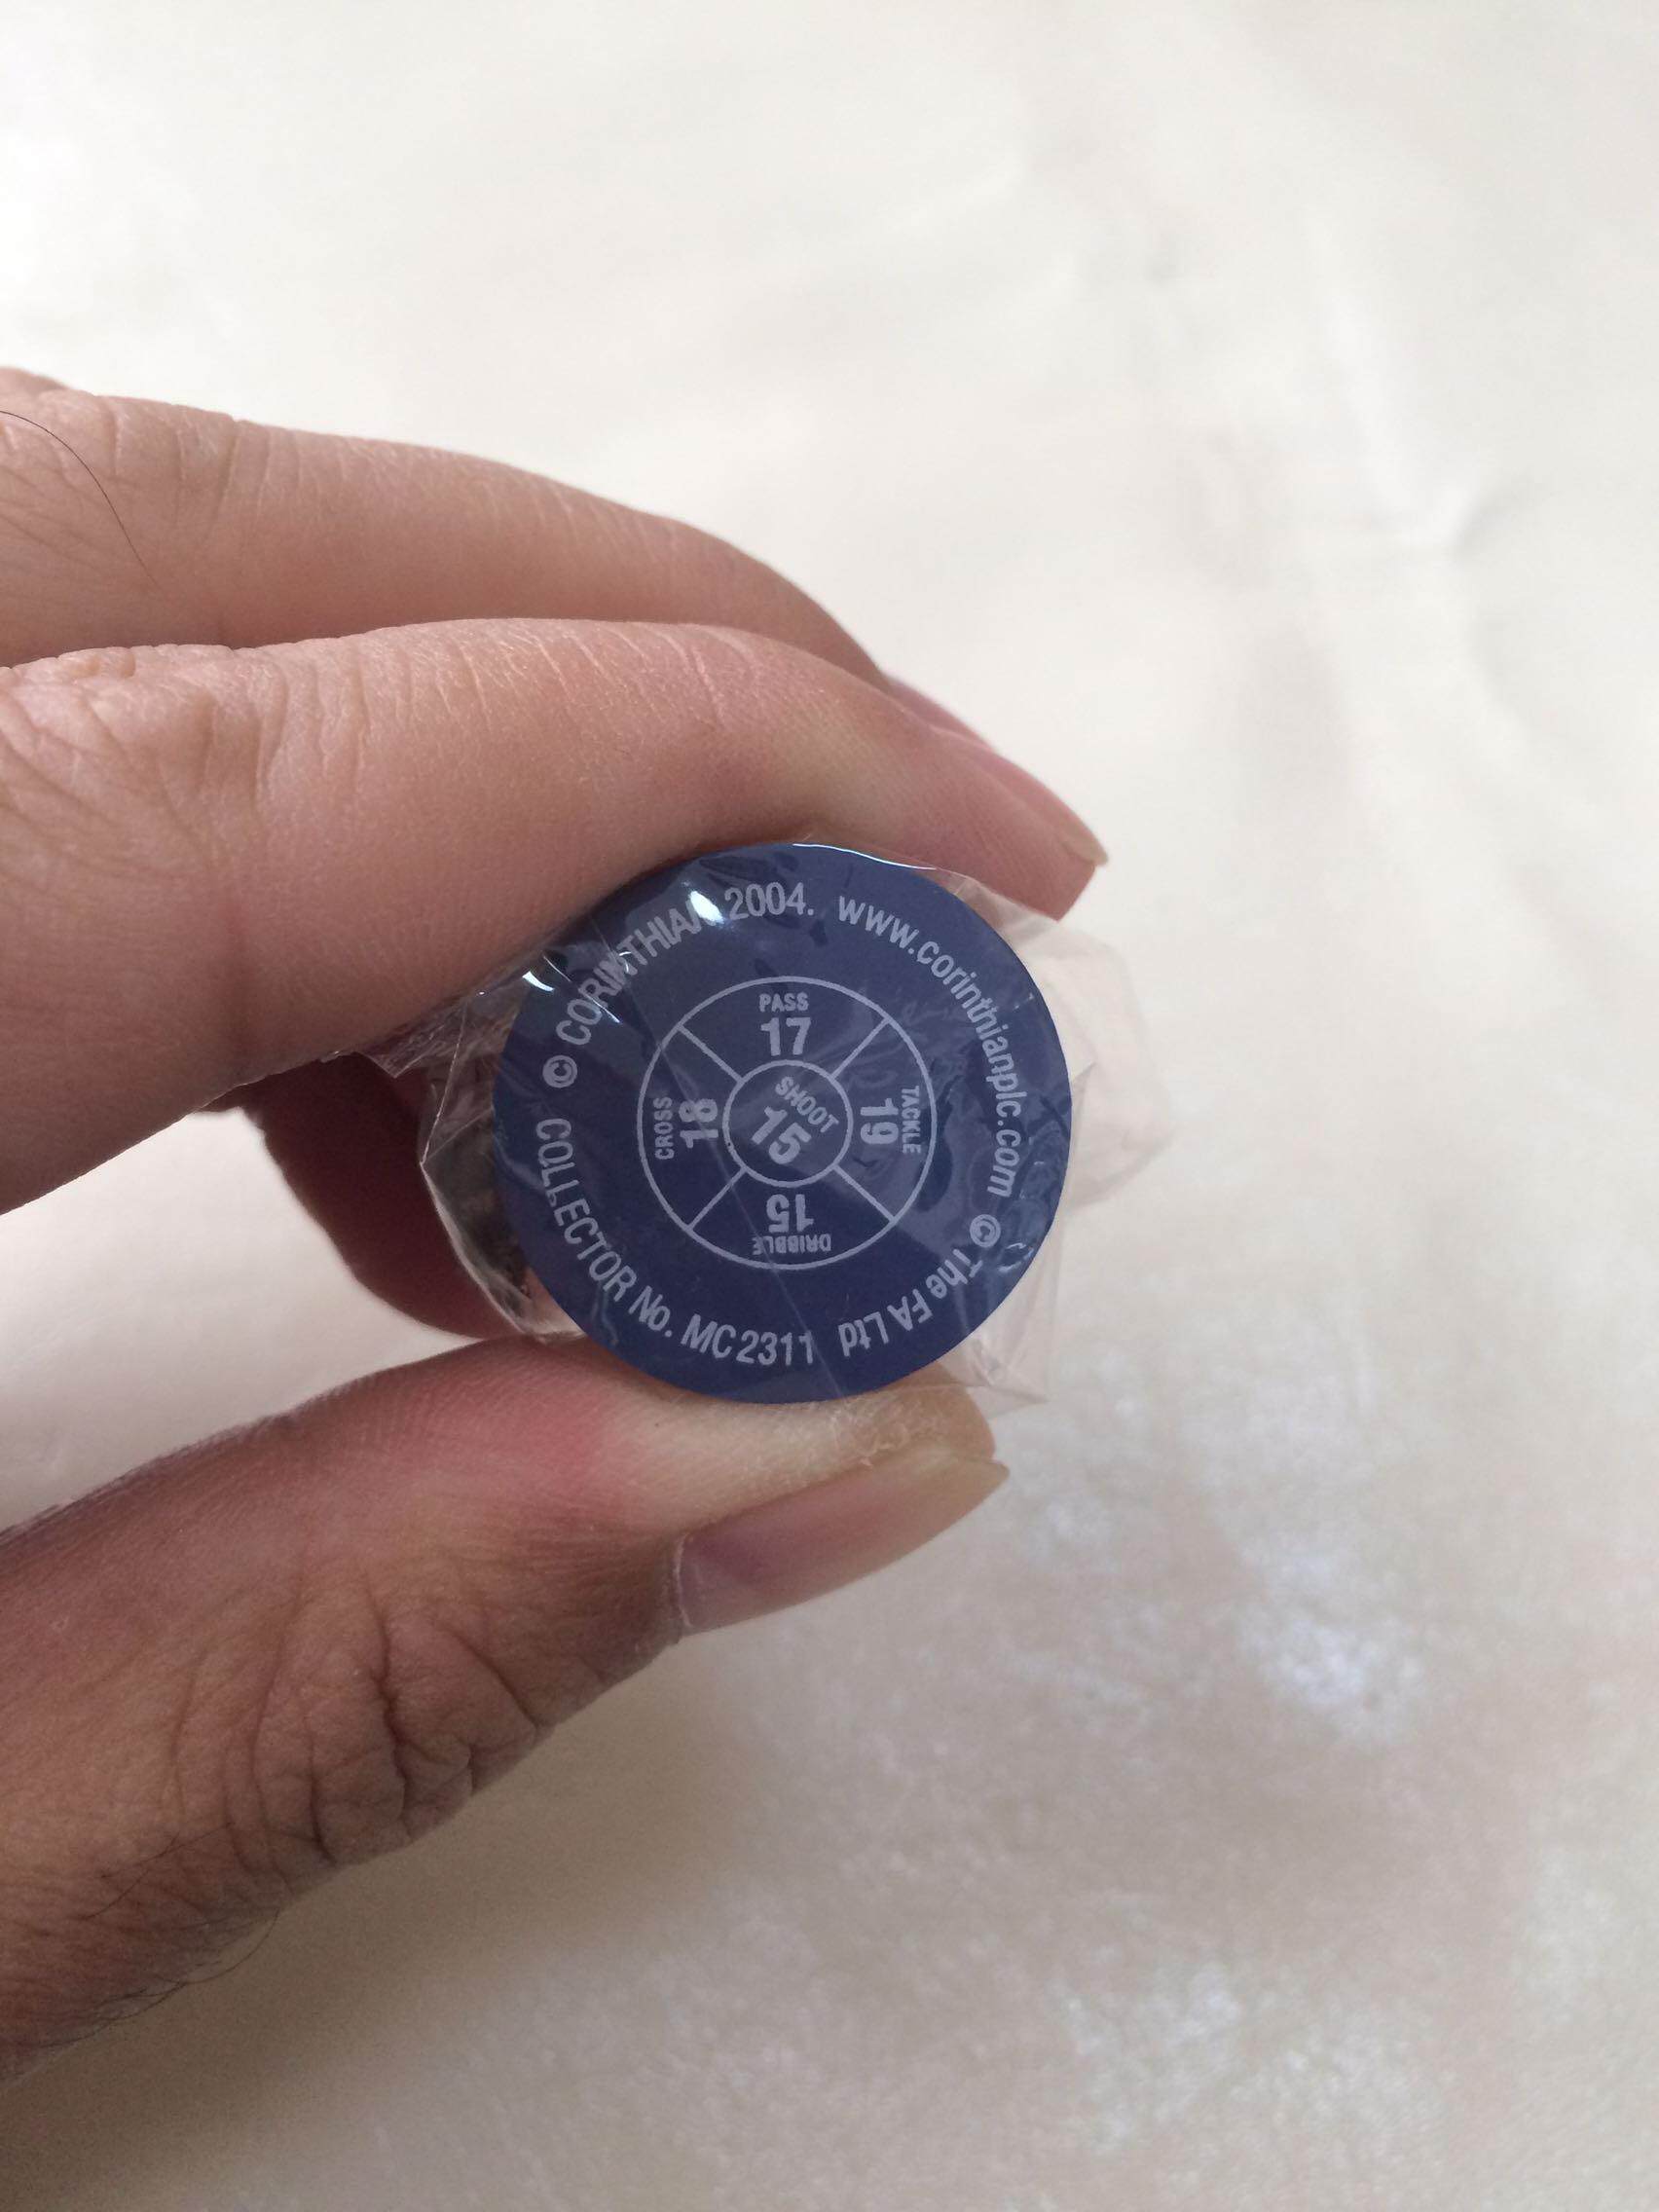 © CORINTHIAN 2004. www.corinthianplc.com © The FA Ltd
COLLECTOR No. MC2311
PASS
17
TACKLE
19
DRIBBLE
15
CROSS
18
SHOOT
15